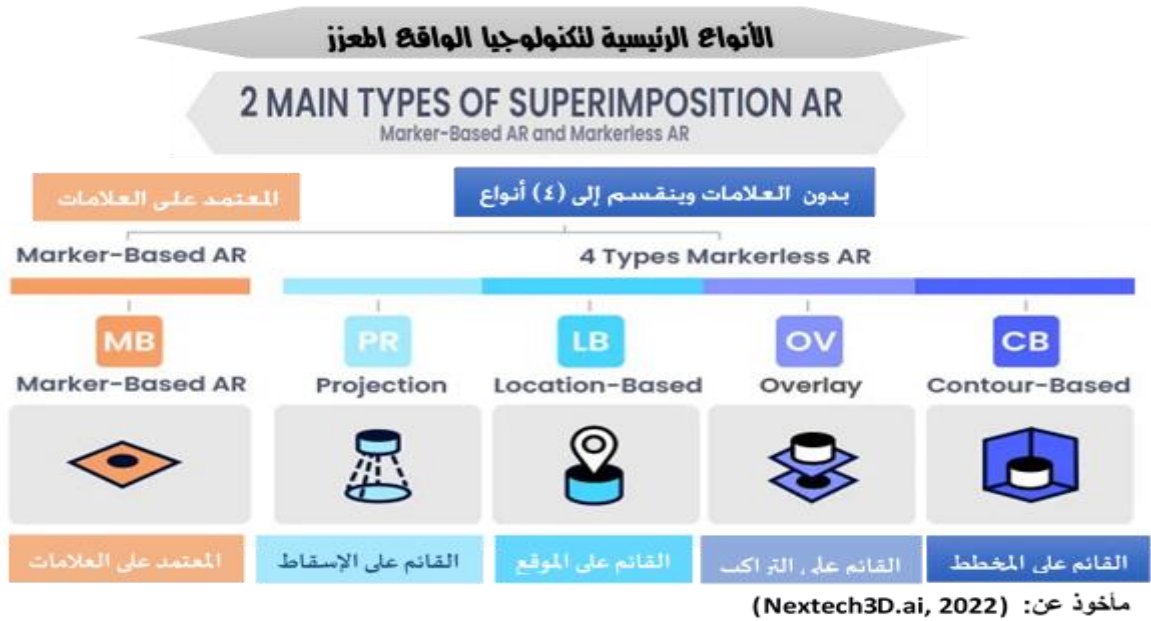 الأنواع الرئيسية لتكنولوجيا الواقع المعزز
2 MAIN TYPES OF SUPERIMPOSITION AR
Marker-Based AR and Markerless AR
المعتمد على العلامات
بدون العلامات وينقسم إلى (٤) أنواع
Marker-Based AR
4 Types Markerless AR
MB
PR
LB
OV
CB
Marker-Based AR
Projection
Location-Based
Overlay
Contour-Based
المعتمد على العلامات
القائم على الإسقاط
القائم على الموقع
القائم على التراكب
القائم على المخطط
مأخوذ عن: (Nextech3D.ai, 2022)